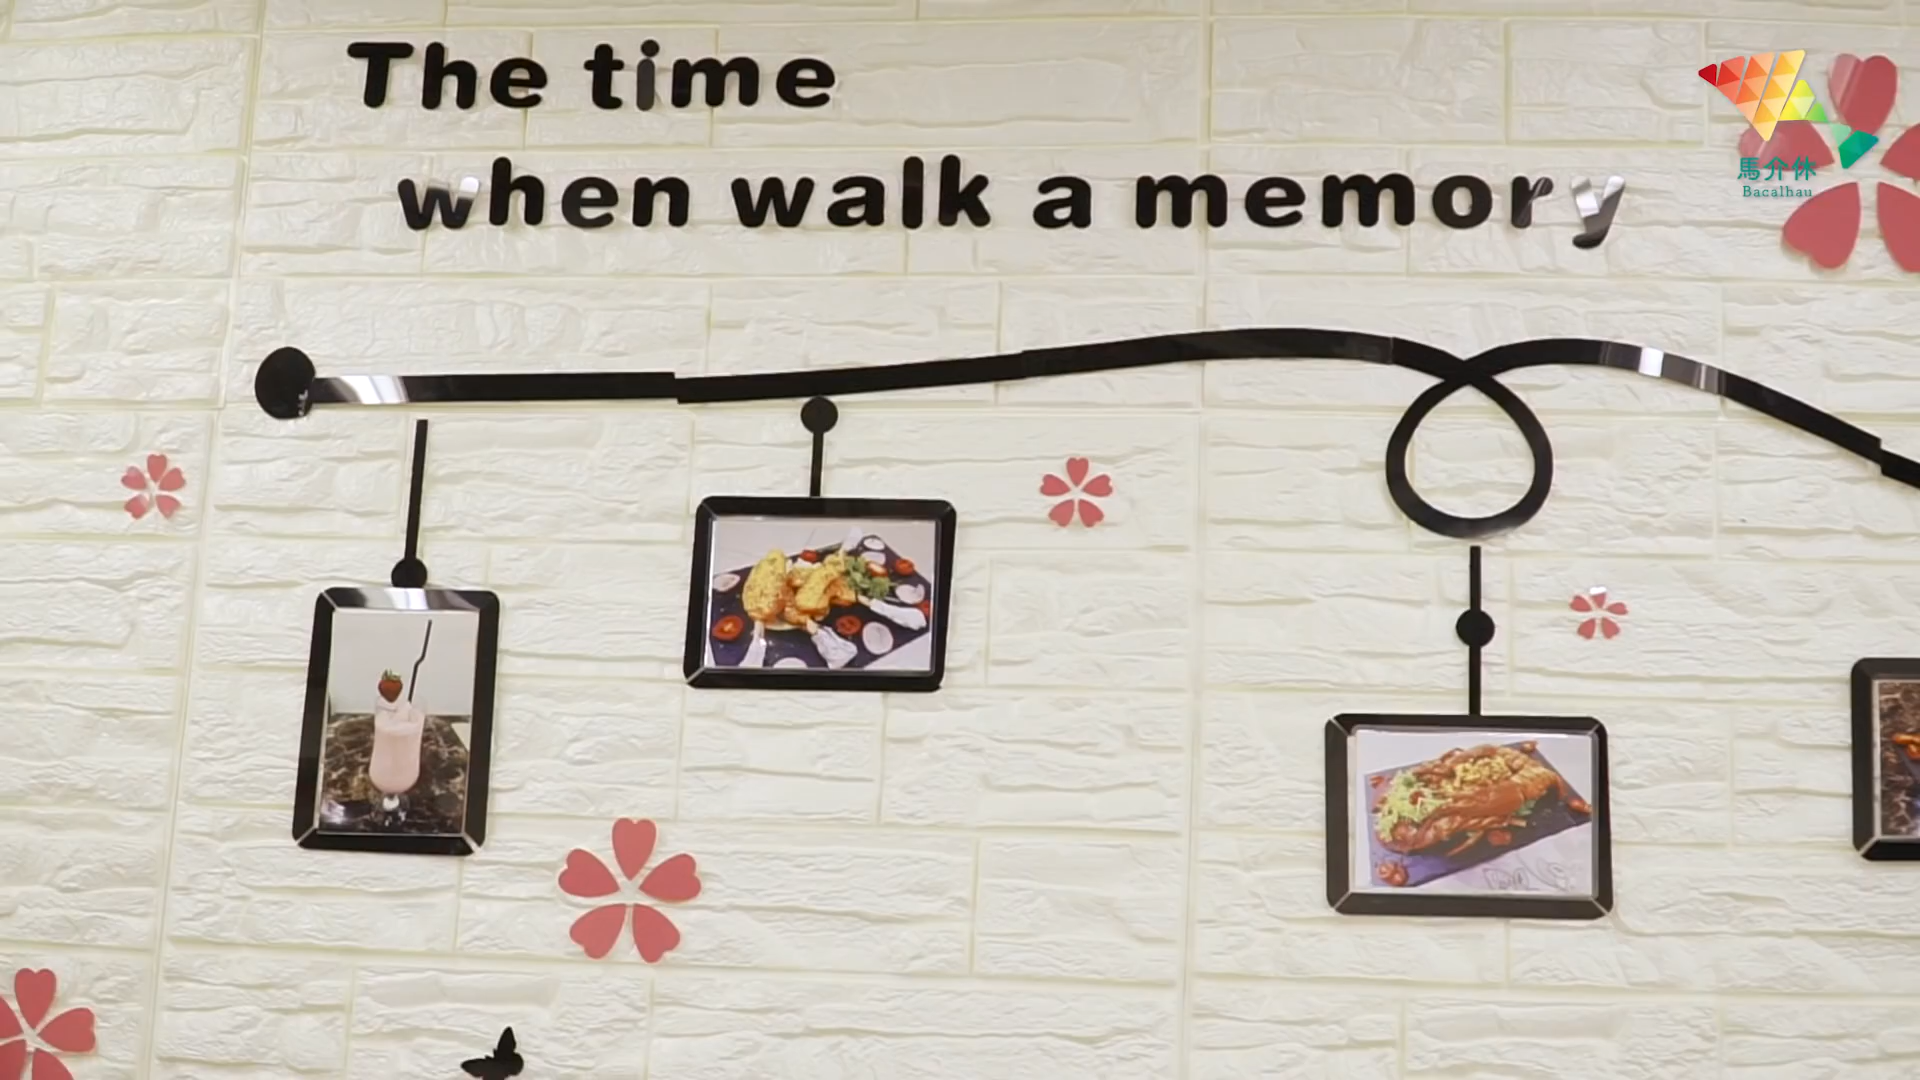 The time
when walk a memory
馬介休
Bacalhau